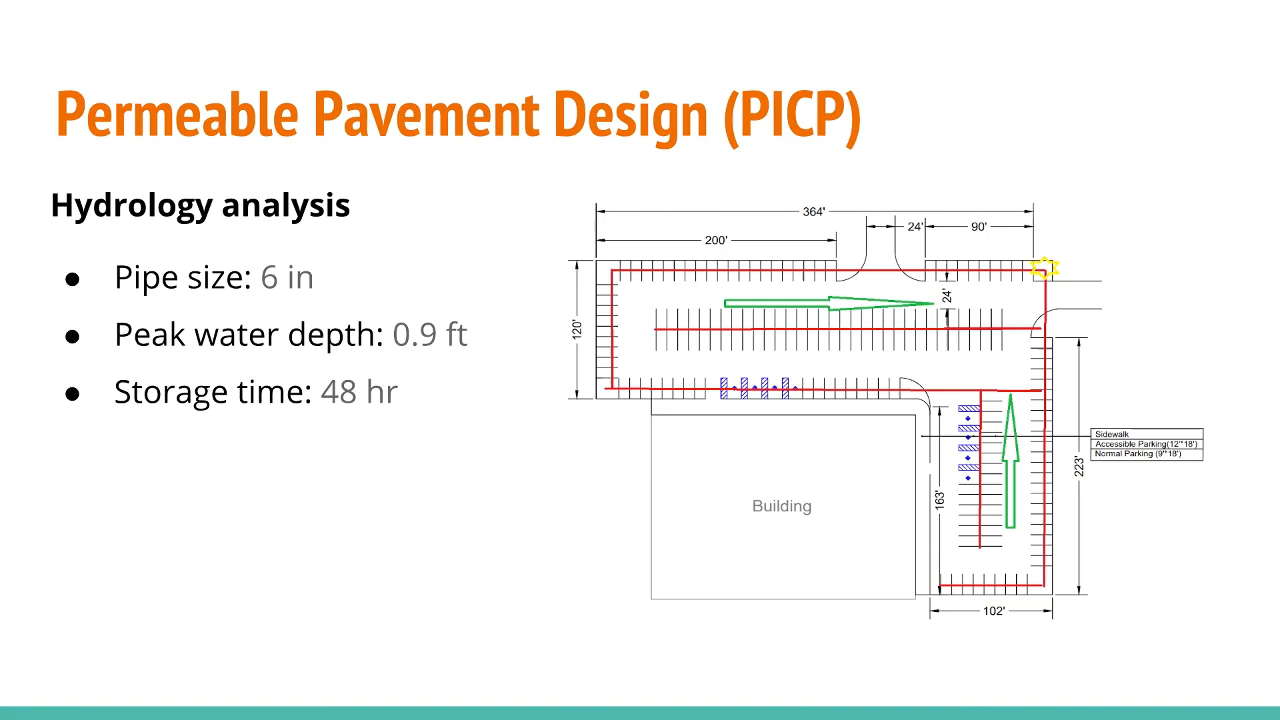 Permeable Pavement Design (PICP)
Hydrology analysis
● Pipe size: 6 in
● Peak water depth: 0.9 ft
● Storage time: 48 hr
364'
24'
90'
200'
24'
120'
Sidewalk
Accessible Parking(12'*18')
Normal Parking (9'*18')
223'
163'
Building
102'